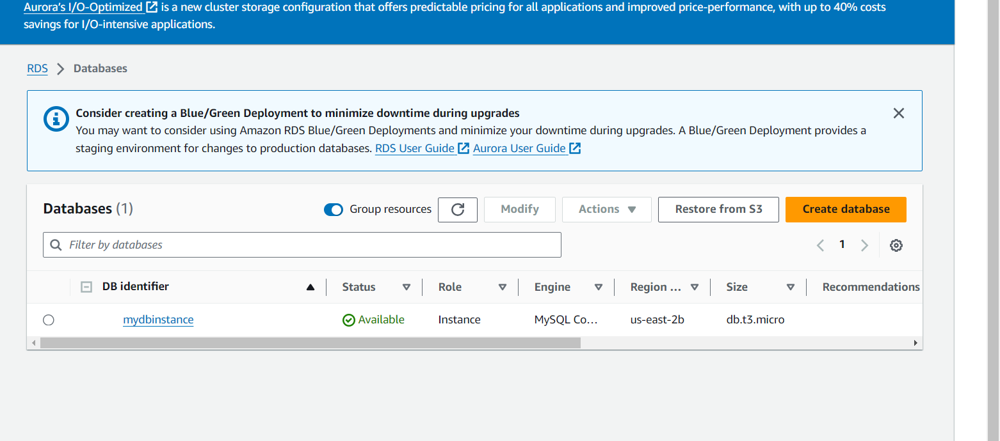 Aurora's I/O-Optimized is a new cluster storage configuration that offers predictable pricing for all applications and improved price-performance, with up to 40% costs
savings for I/O-intensive applications.
RDS Databases
Consider creating a Blue/Green Deployment to minimize downtime during upgrades
You may want to consider using Amazon RDS Blue/Green Deployments and minimize your downtime during upgrades. A Blue/Green Deployment provides a
staging environment for changes to production databases. RDS User Guide Aurora User Guide
Databases (1) Group resources Modify Actions Restore from S3 Create database
Filter by databases 1
DB identifier Status Role Engine Region ... Size Recommendations
mydbinstance Available Instance MySQL Co... us-east-2b db.t3.micro